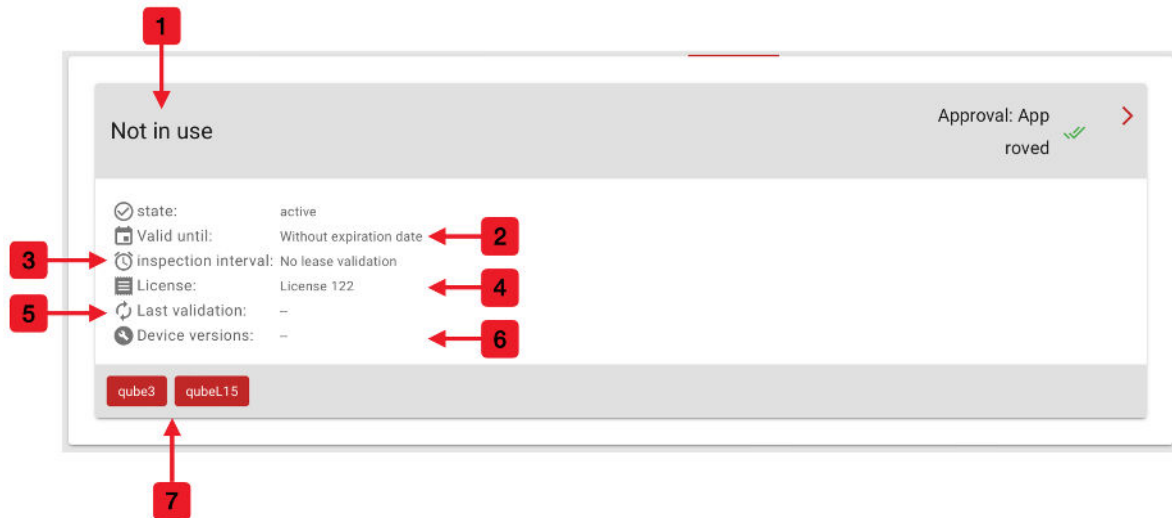 1
Not in use
Approval: App
roved
state: active
Valid until: Without expiration date
2
3
inspection interval: No lease validation
License: License 122
4
5
Last validation: –
Device versions: –
6
qube3 qubeL15
7